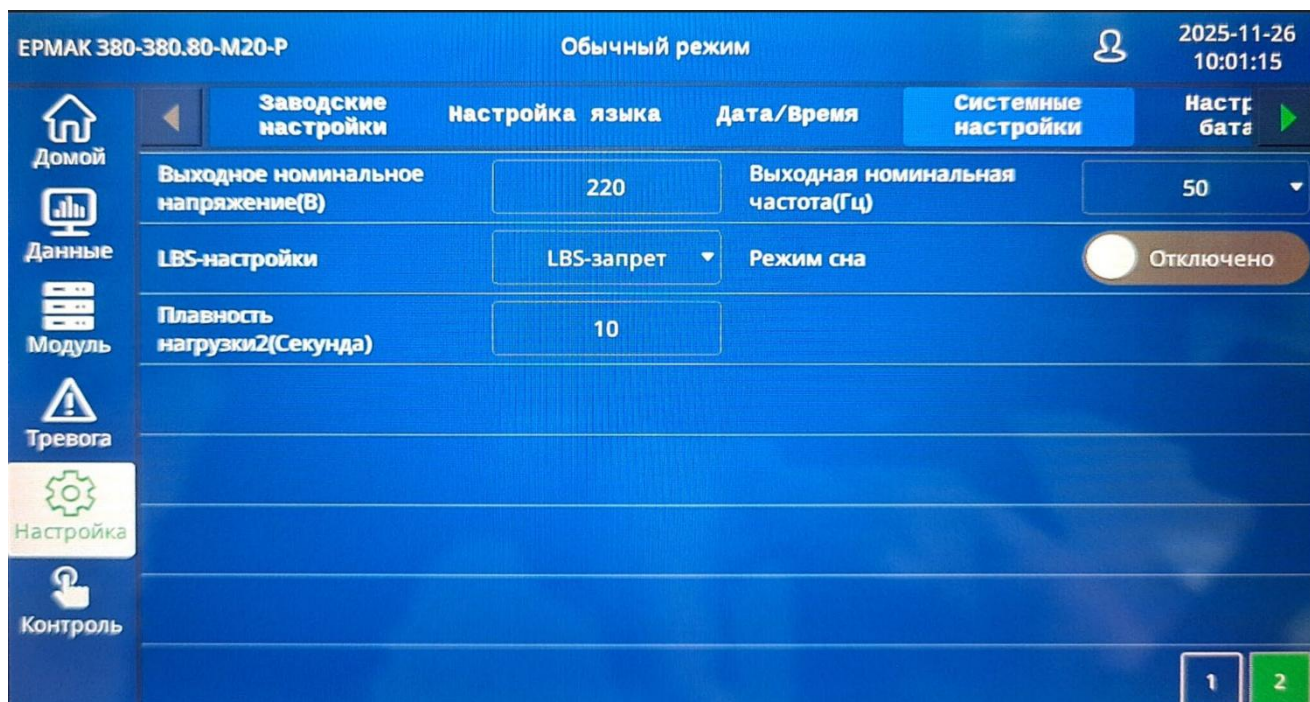 ЕРМАК 380-380.80-М20-Р
Обычный режим
2025-11-26
10:01:15
Домой
Данные
Модуль
Тревога
Настройка
Контроль
Заводские
настройки
Настройка языка
Дата/Время
Системные
настройки
Настр
бата
Выходное номинальное
напряжение(В)
220
Выходная номинальная
частота(Гц)
50
LBS-настройки
LBS-запрет
Режим сна
Отключено
Плавность
нагрузки2(Секунда)
10
1
2